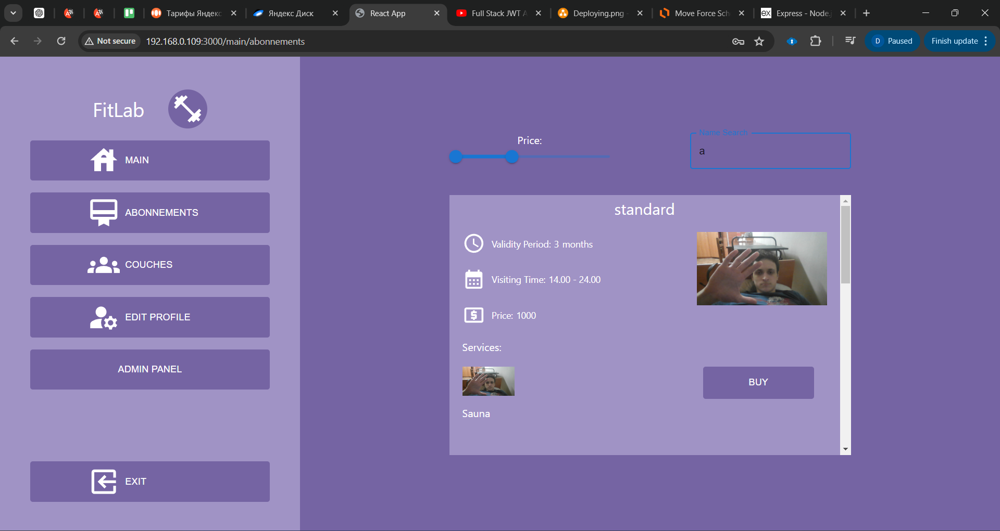 Тарифы Яндекс
Яндекс Диск
React App
Full Stack JWT A
Deploying.png -
Move Force Sch
ex
Express - Node.j
Not secure
192.168.0.109:3000/main/abonnements
D
Paused
Finish update
FitLab
MAIN
ABONNEMENTS
COUCHES
EDIT PROFILE
ADMIN PANEL
EXIT
Price:
Name Search
a
standard
Validity Period: 3 months
Visiting Time: 14.00 - 24.00
Price: 1000
Services:
BUY
Sauna